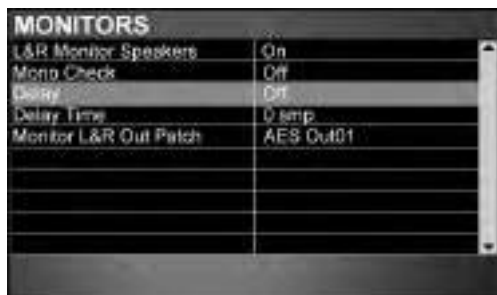 MONITORS
L&R Monitor Speakers On
Mono Check Off
Delay Off
Delay Time 0 smp
Monitor L&R Out Patch AES Out01